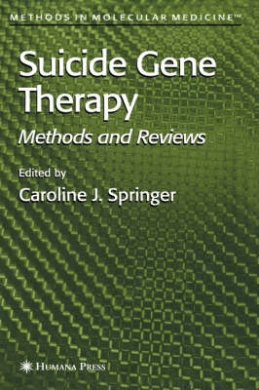 METHODS IN MOLECULAR MEDICINE™
Suicide Gene
Therapy
Methods and Reviews
Edited by
Caroline J. Springer
HUMANA PRESS